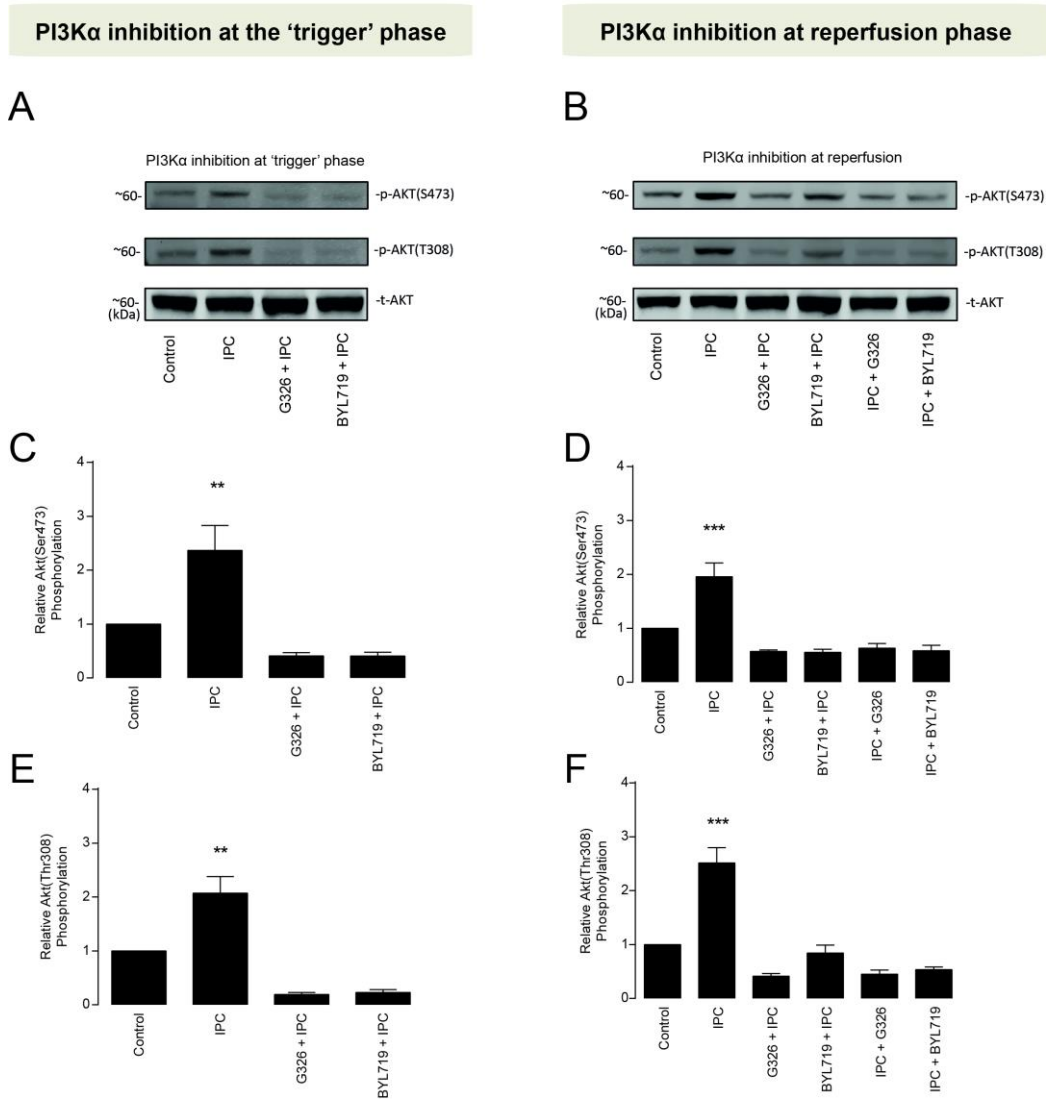 PI3Kα inhibition at the ‘trigger’ phase
PI3Kα inhibition at reperfusion phase
A
PI3Kα inhibition at ‘trigger’ phase
~60-
-p-AKT(S473)
~60-
-p-AKT(T308)
~60-
(kDa)
-t-AKT
Control
IPC
G326 + IPC
BYL719 + IPC
B
PI3Kα inhibition at reperfusion
~60-
-p-AKT(S473)
~60-
-p-AKT(T308)
~60-
(kDa)
-t-AKT
Control
IPC
G326 + IPC
BYL719 + IPC
IPC + G326
IPC + BYL719
C
Relative Akt(Ser473)
Phosphorylation
4
3
2
1
0
**
Control
IPC
G326 + IPC
BYL719 + IPC
D
Relative Akt(Ser473)
Phosphorylation
4
3
2
1
0
***
Control
IPC
G326 + IPC
BYL719 + IPC
IPC + G326
IPC + BYL719
E
Relative Akt(Thr308)
Phosphorylation
4
3
2
1
0
**
Control
IPC
G326 + IPC
BYL719 + IPC
F
Relative Akt(Thr308)
Phosphorylation
4
3
2
1
0
***
Control
IPC
G326 + IPC
BYL719 + IPC
IPC + G326
IPC + BYL719